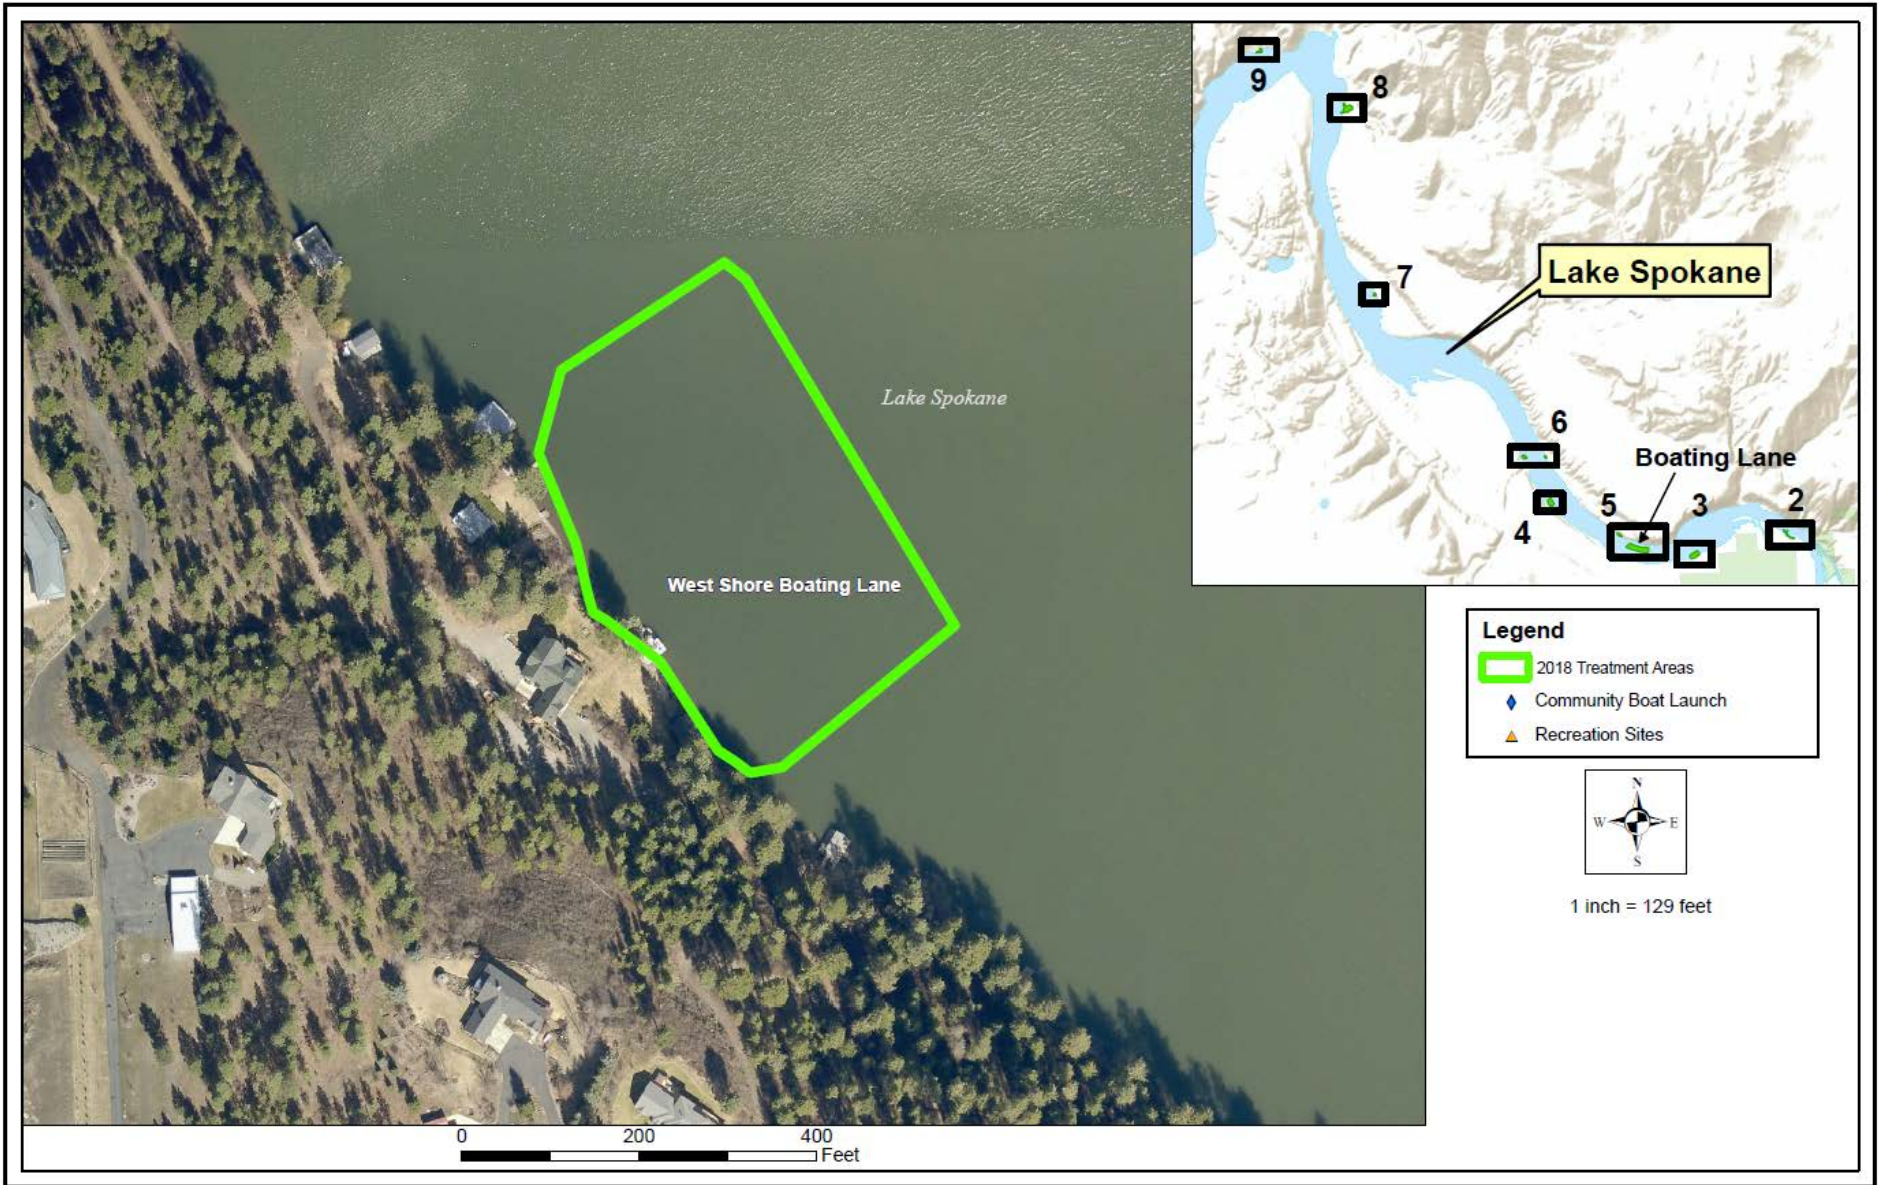 9
8
Lake Spokane
7
6
Boating Lane
5
3
2
4
Lake Spokane
West Shore Boating Lane
Legend
2018 Treatment Areas
Community Boat Launch
Recreation Sites
N
W E
S
1 inch = 129 feet
0 200 400
Feet